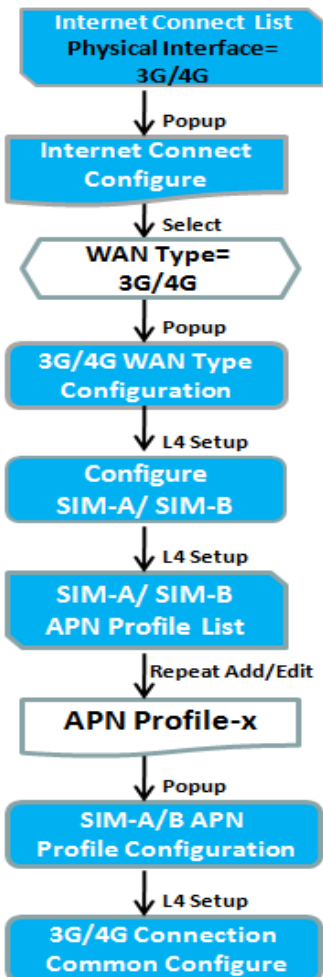 Internet Connect List
Physical Interface=
3G/4G
Popup
Internet Connect
Configure
Select
WAN Type=
3G/4G
Popup
3G/4G WAN Type
Configuration
L4 Setup
Configure
SIM-A/ SIM-B
L4 Setup
SIM-A/ SIM-B
APN Profile List
Repeat Add/Edit
APN Profile-x
Popup
SIM-A/B APN
Profile Configuration
L4 Setup
3G/4G Connection
Common Configure